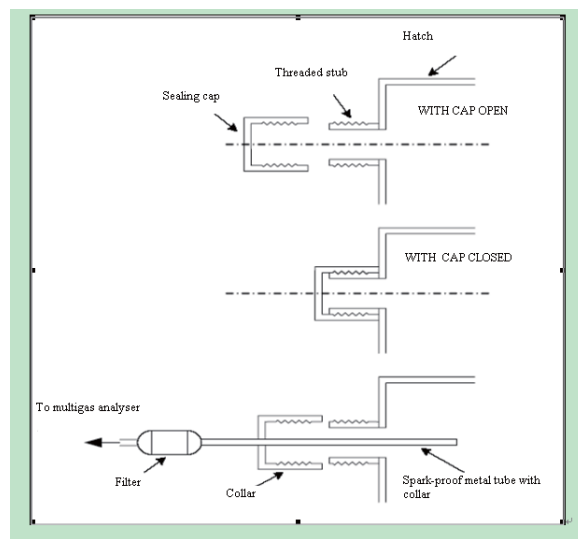 Hatch
Threaded stub
Sealing cap
WITH CAP OPEN
WITH CAP CLOSED
To multigas analyser
Filter
Collar
Spark-proof metal tube with
collar